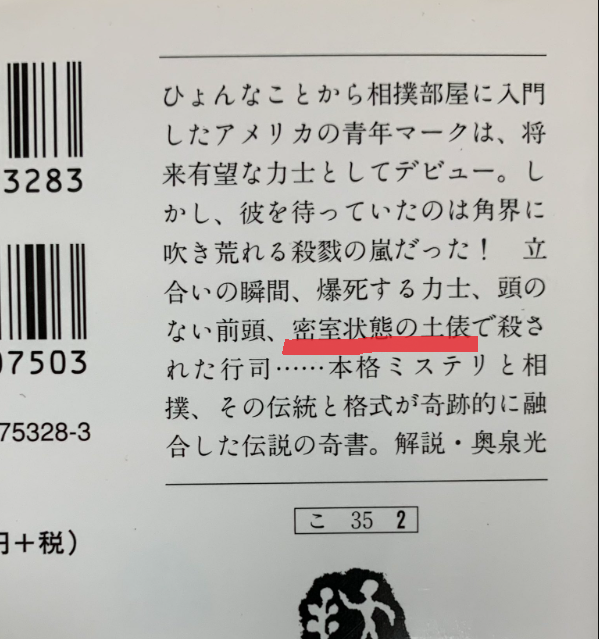 ひょんなことから相撲部屋に入門
したアメリカの青年マークは、将
来有望な力士としてデビュー。し
かし、彼を待っていたのは角界に
吹き荒れる殺戮の嵐だった！　立
合いの瞬間、爆死する力士、頭の
ない前頭、密室状態の土俵で殺さ
れた行司……本格ミステリと相
撲、その伝統と格式が奇跡的に融
合した伝説の奇書。解説・奥泉光
3283
07503
75328-3
円＋税）
こ 35 2